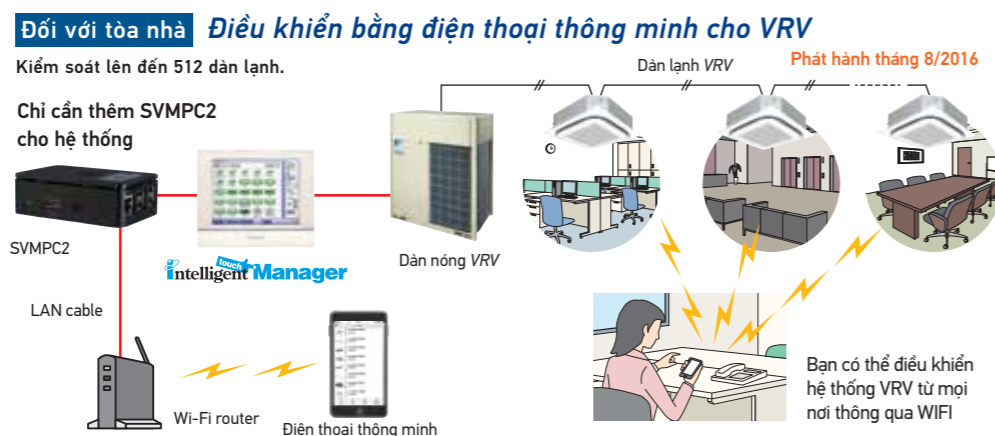 Đối với tòa nhà Điều khiển bằng điện thoại thông minh cho VRV
Kiểm soát lên đến 512 dàn lạnh.
Phát hành tháng 8/2016
Dàn lạnh VRV
Chỉ cần thêm SVMPC2
cho hệ thống
SVMPC2
intelligent touch Manager
Dàn nóng VRV
LAN cable
Wi-Fi router
Điện thoại thông minh
Bạn có thể điều khiển
hệ thống VRV từ mọi
nơi thông qua WIFI